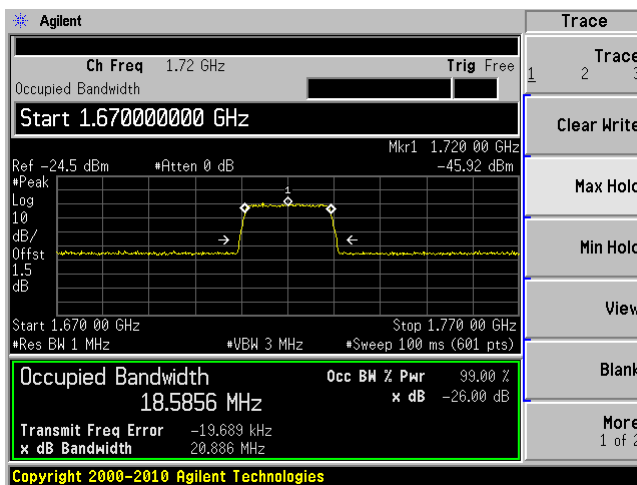 Agilent
Trace
Ch Freq 1.72 GHz Trig Free
Occupied Bandwidth
Start 1.670000000 GHz
Mkr1 1.720 00 GHz
Ref -24.5 dBm #Atten 0 dB -45.92 dBm
#Peak
Log
10
dB/
Offst
1.5
dB
1
Start 1.670 00 GHz Stop 1.770 00 GHz
#Res BW 1 MHz #VBW 3 MHz #Sweep 100 ms (601 pts)
Occupied Bandwidth
18.5856 MHz
Occ BW % Pwr 99.00 %
x dB -26.00 dB
Transmit Freq Error -19.689 kHz
x dB Bandwidth 20.886 MHz
Copyright 2000-2010 Agilent Technologies
Trace
1 2 3
Clear Write
Max Hold
Min Hold
View
Blank
More
1 of 2